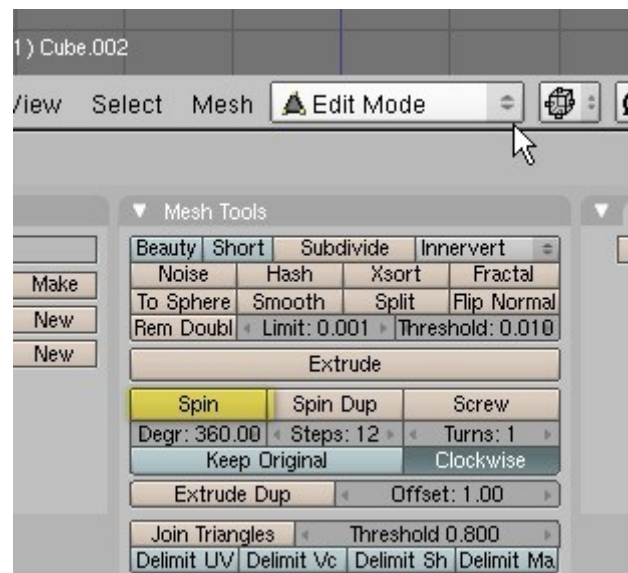 1) Cube.002
View Select Mesh Edit Mode
Mesh Tools
Beauty Short Subdivide Innervert
Make Noise Hash Xsort Fractal
To Sphere Smooth Split Flip Normal
New Rem Doubl Limit: 0.001 Threshold: 0.010
New Extrude
Spin Spin Dup Screw
Degr: 360.00 Steps: 12 Turns: 1
Keep Original Clockwise
Extrude Dup Offset: 1.00
Join Triangles Threshold 0.800
Delimit UV Delimit Vc Delimit Sh Delimit Ma